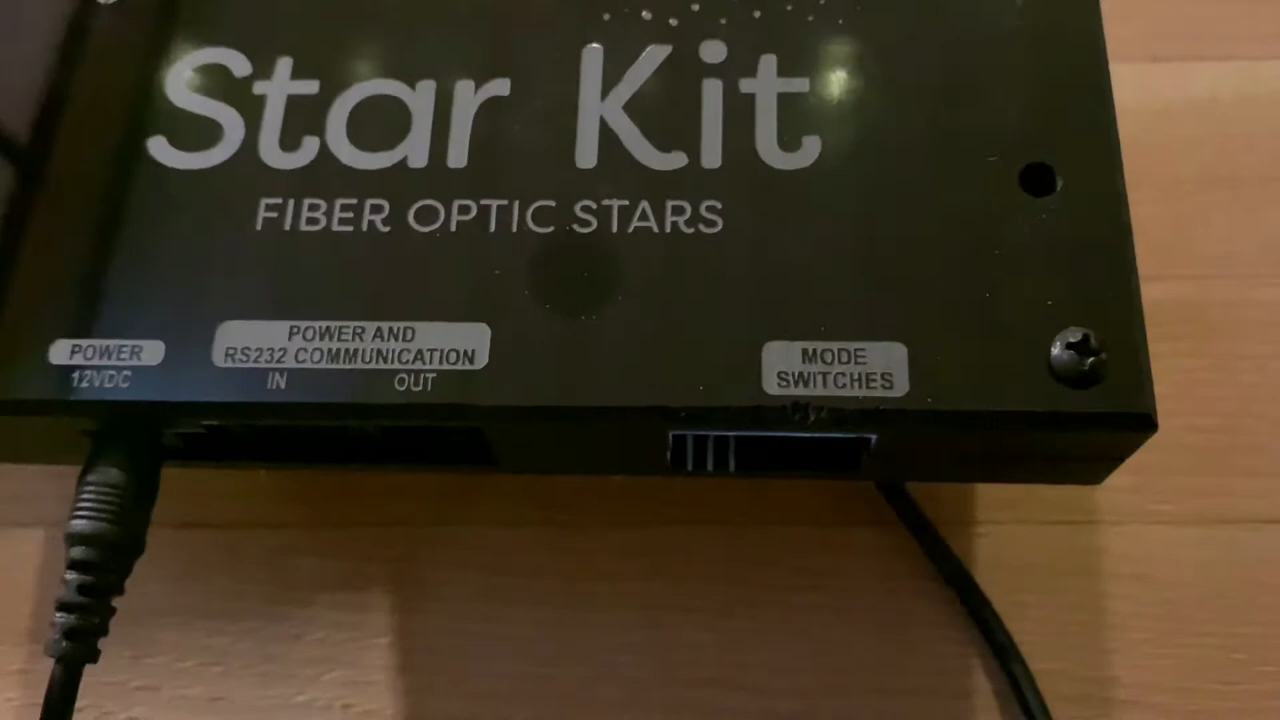 Star Kit
FIBER OPTIC STARS
POWER
12VDC
POWER AND
RS232 COMMUNICATION
IN OUT
MODE
SWITCHES